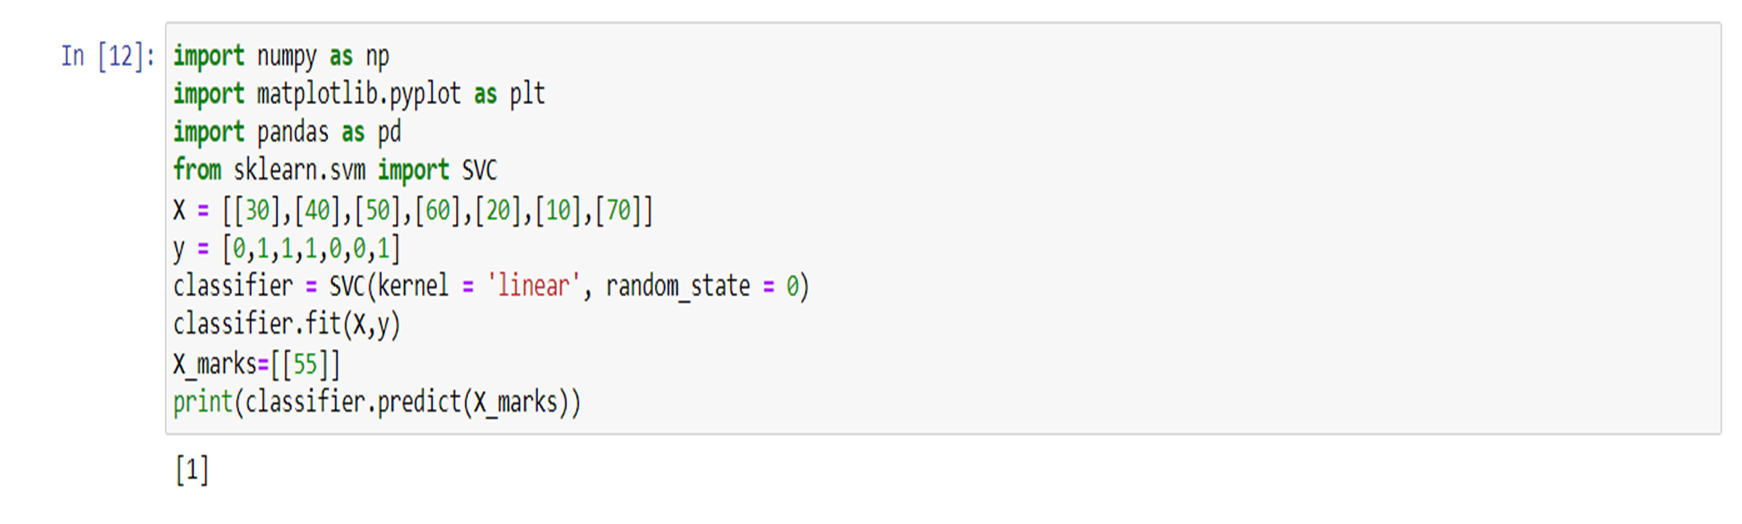 In [12]: import numpy as np
import matplotlib.pyplot as plt
import pandas as pd
from sklearn.svm import SVC
X = [[30],[40],[50],[60],[20],[10],[70]]
y = [0,1,1,1,0,0,1]
classifier = SVC(kernel = 'linear', random_state = 0)
classifier.fit(X,y)
X_marks=[[55]]
print(classifier.predict(X_marks))
[1]